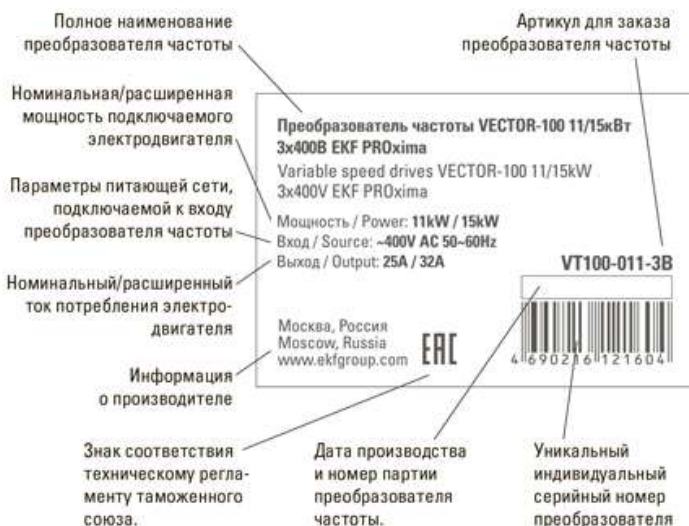 Полное наименование
преобразователя частоты
Артикул для заказа
преобразователя частоты
Номинальная/расширенная
мощность подключаемого
электродвигателя
Параметры питающей сети,
подключаемой к входу
преобразователя частоты
Номинальный/расширенный
ток потребления электро-
двигателя
Информация
о производителе
Преобразователь частоты VECTOR-100 11/15кВт
3х400В EKF PROxima
Variable speed drives VECTOR-100 11/15kW
3x400V EKF PROxima
Мощность / Power: 11kW / 15kW
Вход / Source: ~400V AC 50~60Hz
Выход / Output: 25A / 32A
VT100-011-3B
4 690216 121604
Москва, Россия
Moscow, Russia
www.ekfgroup.com
EAC
Знак соответствия
техническому регла-
менту таможенного
союза.
Дата производства
и номер партии
преобразователя
частоты.
Уникальный
индивидуальный
серийный номер
преобразователя